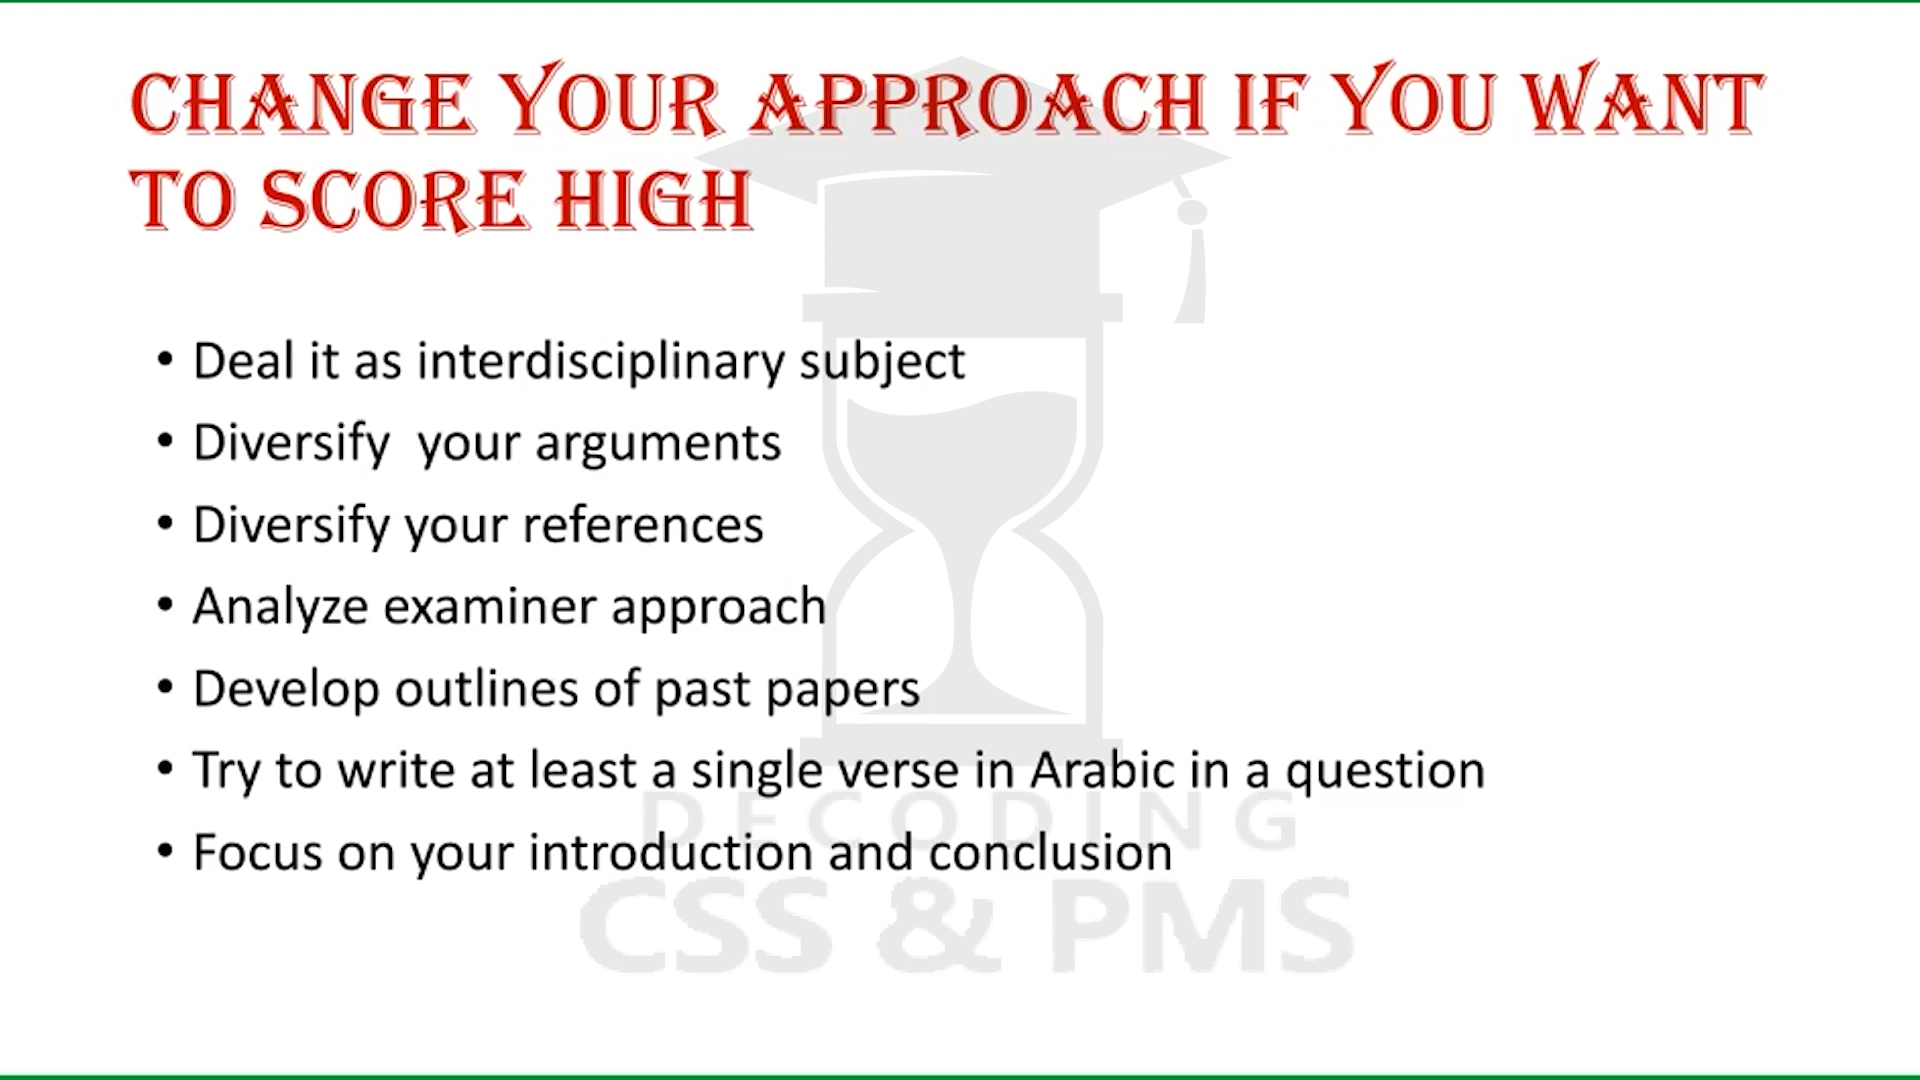 CHANGE YOUR APPROACH IF YOU WANT
TO SCORE HIGH
• Deal it as interdisciplinary subject
• Diversify  your arguments
• Diversify your references
• Analyze examiner approach
• Develop outlines of past papers
• Try to write at least a single verse in Arabic in a question
DECODING
• Focus on your introduction and conclusion
CSS & PMS